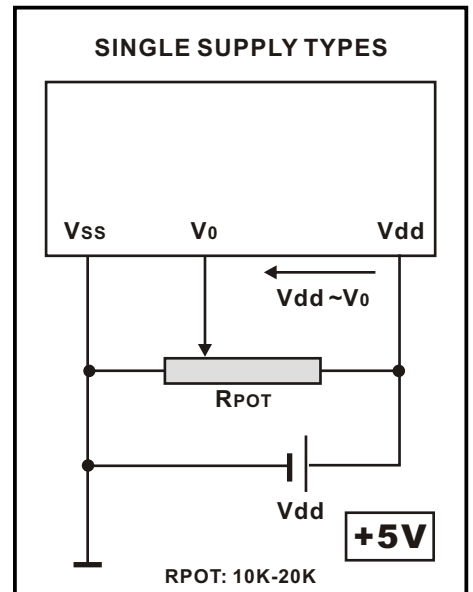 SINGLE SUPPLY TYPES
Vss V0 Vdd
Vdd ~V0
RPOT
Vdd
+5V
RPOT: 10K-20K